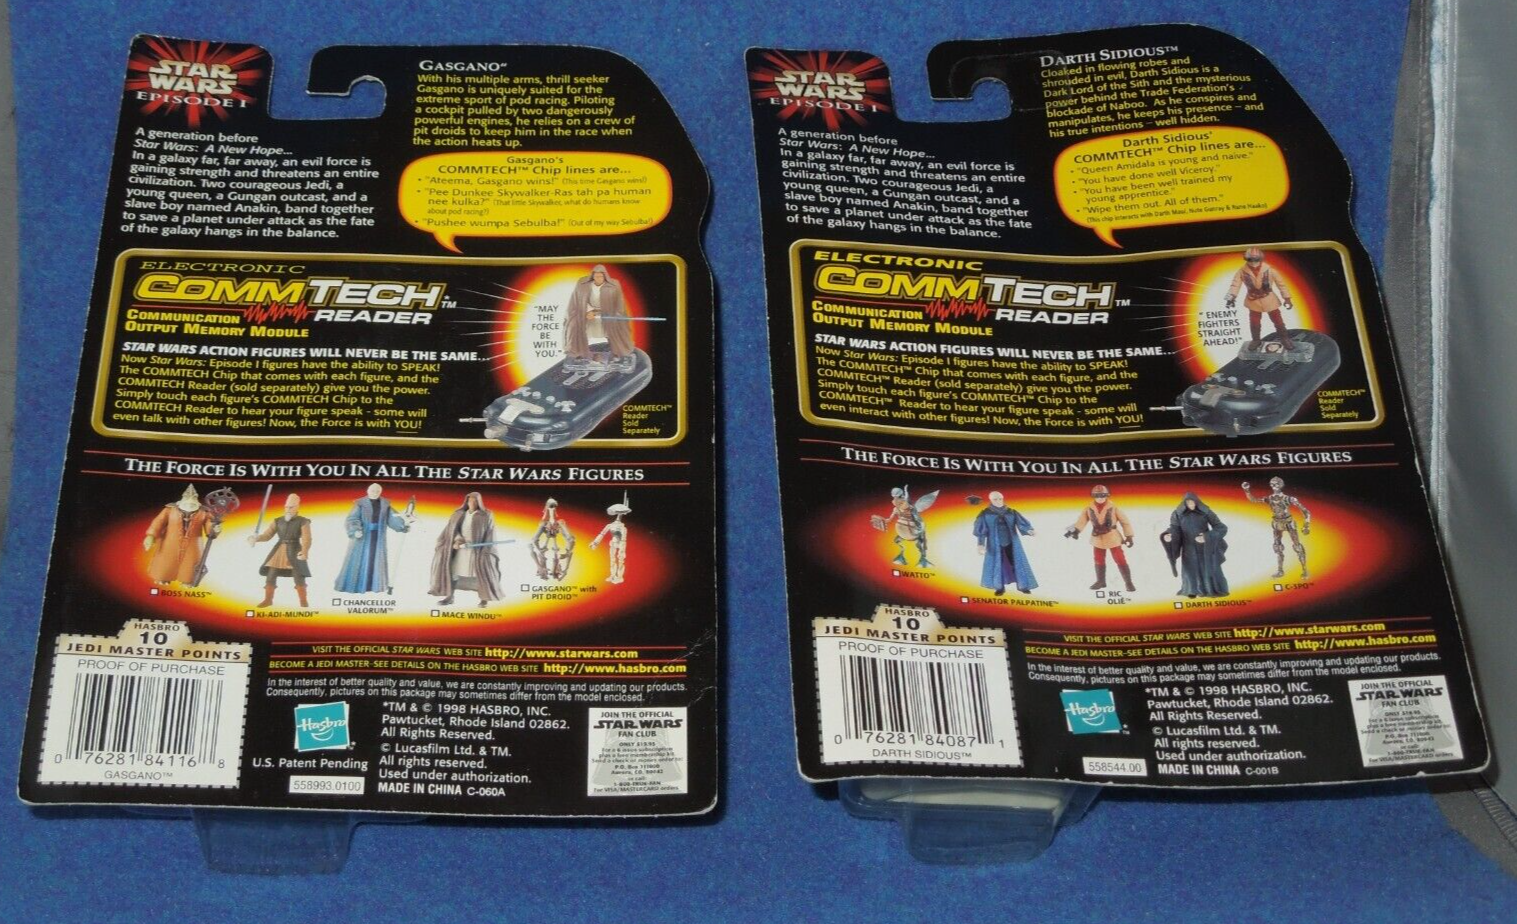 STAR
WARS
EPISODE I
A generation before
Star Wars: A New Hope...
In a galaxy far, far away, an evil force is
gaining strength and threatens an entire
civilization. Two courageous Jedi, a
young queen, a Gungan outcast, and a
slave boy named Anakin, band together
to save a planet under attack as the fate
of the galaxy hangs in the balance.
GASGANO™
With his multiple arms, thrill seeker
Gasgano is uniquely suited for the
extreme sport of pod racing. Piloting
a cockpit pulled by two dangerously
powerful engines, he relies on a crew of
pit droids to keep him in the race when
the action heats up.
Gasgano's
COMMTECH™ Chip lines are...
• "Ateema, Gasgano wins!" (This time Gasgano wins!)
• "Pee Dunkee Skywalker-Ras tah pa human
nee kulka?" (That little Skywalker, what do humans know
about pod racing?)
• "Pushee wumpa Sebulba!" (Out of my way Sebulba!)
ELECTRONIC
COMMTECH™
READER
COMMUNICATION
OUTPUT MEMORY MODULE
"MAY
THE
FORCE
BE
WITH
YOU."
STAR WARS ACTION FIGURES WILL NEVER BE THE SAME...
Now Star Wars: Episode I figures have the ability to SPEAK!
The COMMTECH Chip that comes with each figure, and the
COMMTECH Reader (sold separately) give you the power.
Simply touch each figure's COMMTECH Chip to the
COMMTECH Reader to hear your figure speak - some will
even talk with other figures! Now, the Force is with YOU!
COMMTECH™
Reader
Sold
Separately
THE FORCE IS WITH YOU IN ALL THE STAR WARS FIGURES
BOSS NASS™
KI-ADI-MUNDI™
CHANCELLOR
VALORUM™
MACE WINDU™
GASGANO™ with
PIT DROID™
HASBRO
10
JEDI MASTER POINTS
PROOF OF PURCHASE
0 76281 84116 8
GASGANO™
VISIT THE OFFICIAL STAR WARS WEB SITE http://www.starwars.com
BECOME A JEDI MASTER-SEE DETAILS ON THE HASBRO WEB SITE http://www.hasbro.com
In the interest of better quality and value, we are constantly improving and updating our products.
Consequently, pictures on this package may sometimes differ from the model enclosed.
Hasbro
U.S. Patent Pending
*TM & © 1998 HASBRO, INC.
Pawtucket, Rhode Island 02862.
All Rights Reserved.
© Lucasfilm Ltd. & TM.
All rights reserved.
Used under authorization.
MADE IN CHINA C-060A
558993.0100
JOIN THE OFFICIAL
STAR WARS
FAN CLUB
STAR
WARS
EPISODE I
A generation before
Star Wars: A New Hope...
In a galaxy far, far away, an evil force is
gaining strength and threatens an entire
civilization. Two courageous Jedi, a
young queen, a Gungan outcast, and a
slave boy named Anakin, band together
to save a planet under attack as the fate
of the galaxy hangs in the balance.
DARTH SIDIOUS™
Cloaked in flowing robes and
shrouded in evil, Darth Sidious is a
Dark Lord of the Sith and the mysterious
power behind the Trade Federation's
blockade of Naboo. As he conspires and
manipulates, he keeps his presence – and
his true intentions – well hidden.
Darth Sidious'
COMMTECH™ Chip lines are...
• "Queen Amidala is young and naive."
• "You have done well Viceroy."
• "You have been well trained my
young apprentice."
• "Wipe them out. All of them."
(This chip interacts with Darth Maul, Nute Gunray & Rune Haako)
ELECTRONIC
COMMTECH™
READER
COMMUNICATION
OUTPUT MEMORY MODULE
"ENEMY
FIGHTERS
STRAIGHT
AHEAD!"
STAR WARS ACTION FIGURES WILL NEVER BE THE SAME...
Now Star Wars: Episode I figures have the ability to SPEAK!
The COMMTECH™ Chip that comes with each figure, and the
COMMTECH™ Reader (sold separately) give you the power.
Simply touch each figure's COMMTECH™ Chip to the
COMMTECH™ Reader to hear your figure speak - some will
even interact with other figures! Now, the Force is with YOU!
COMMTECH™
Reader
Sold
Separately
THE FORCE IS WITH YOU IN ALL THE STAR WARS FIGURES
WATTO™
SENATOR PALPATINE™
RIC
OLIÉ™
DARTH SIDIOUS™
C-3PO™
HASBRO
10
JEDI MASTER POINTS
PROOF OF PURCHASE
0 76281 84087 1
DARTH SIDIOUS™
VISIT THE OFFICIAL STAR WARS WEB SITE http://www.starwars.com
BECOME A JEDI MASTER-SEE DETAILS ON THE HASBRO WEB SITE http://www.hasbro.com
In the interest of better quality and value, we are constantly improving and updating our products.
Consequently, pictures on this package may sometimes differ from the model enclosed.
Hasbro
*TM & © 1998 HASBRO, INC.
Pawtucket, Rhode Island 02862.
All Rights Reserved.
© Lucasfilm Ltd. & TM.
All rights reserved.
Used under authorization.
MADE IN CHINA C-001B
558544.00
JOIN THE OFFICIAL
STAR WARS
FAN CLUB